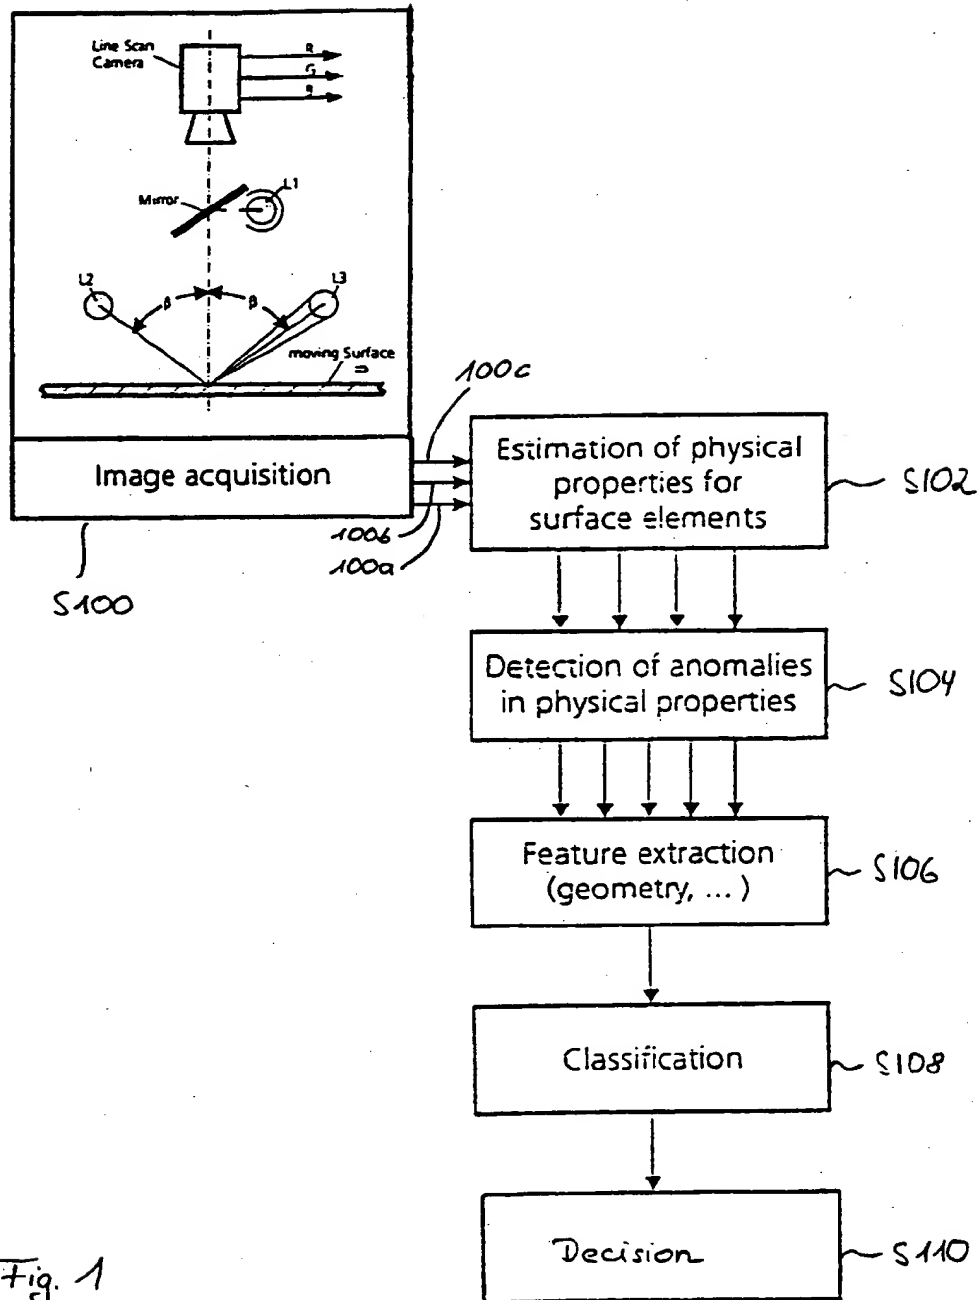 Line Scan
Camera
R
G
B
Mirror
L1
L2
β
β
L3
moving Surface
Image acquisition
S100
100c
100b
100a
Estimation of physical
properties for
surface elements
S102
Detection of anomalies
in physical properties
S104
Feature extraction
(geometry, ... )
S106
Classification
S108
Decision
S110
Fig. 1